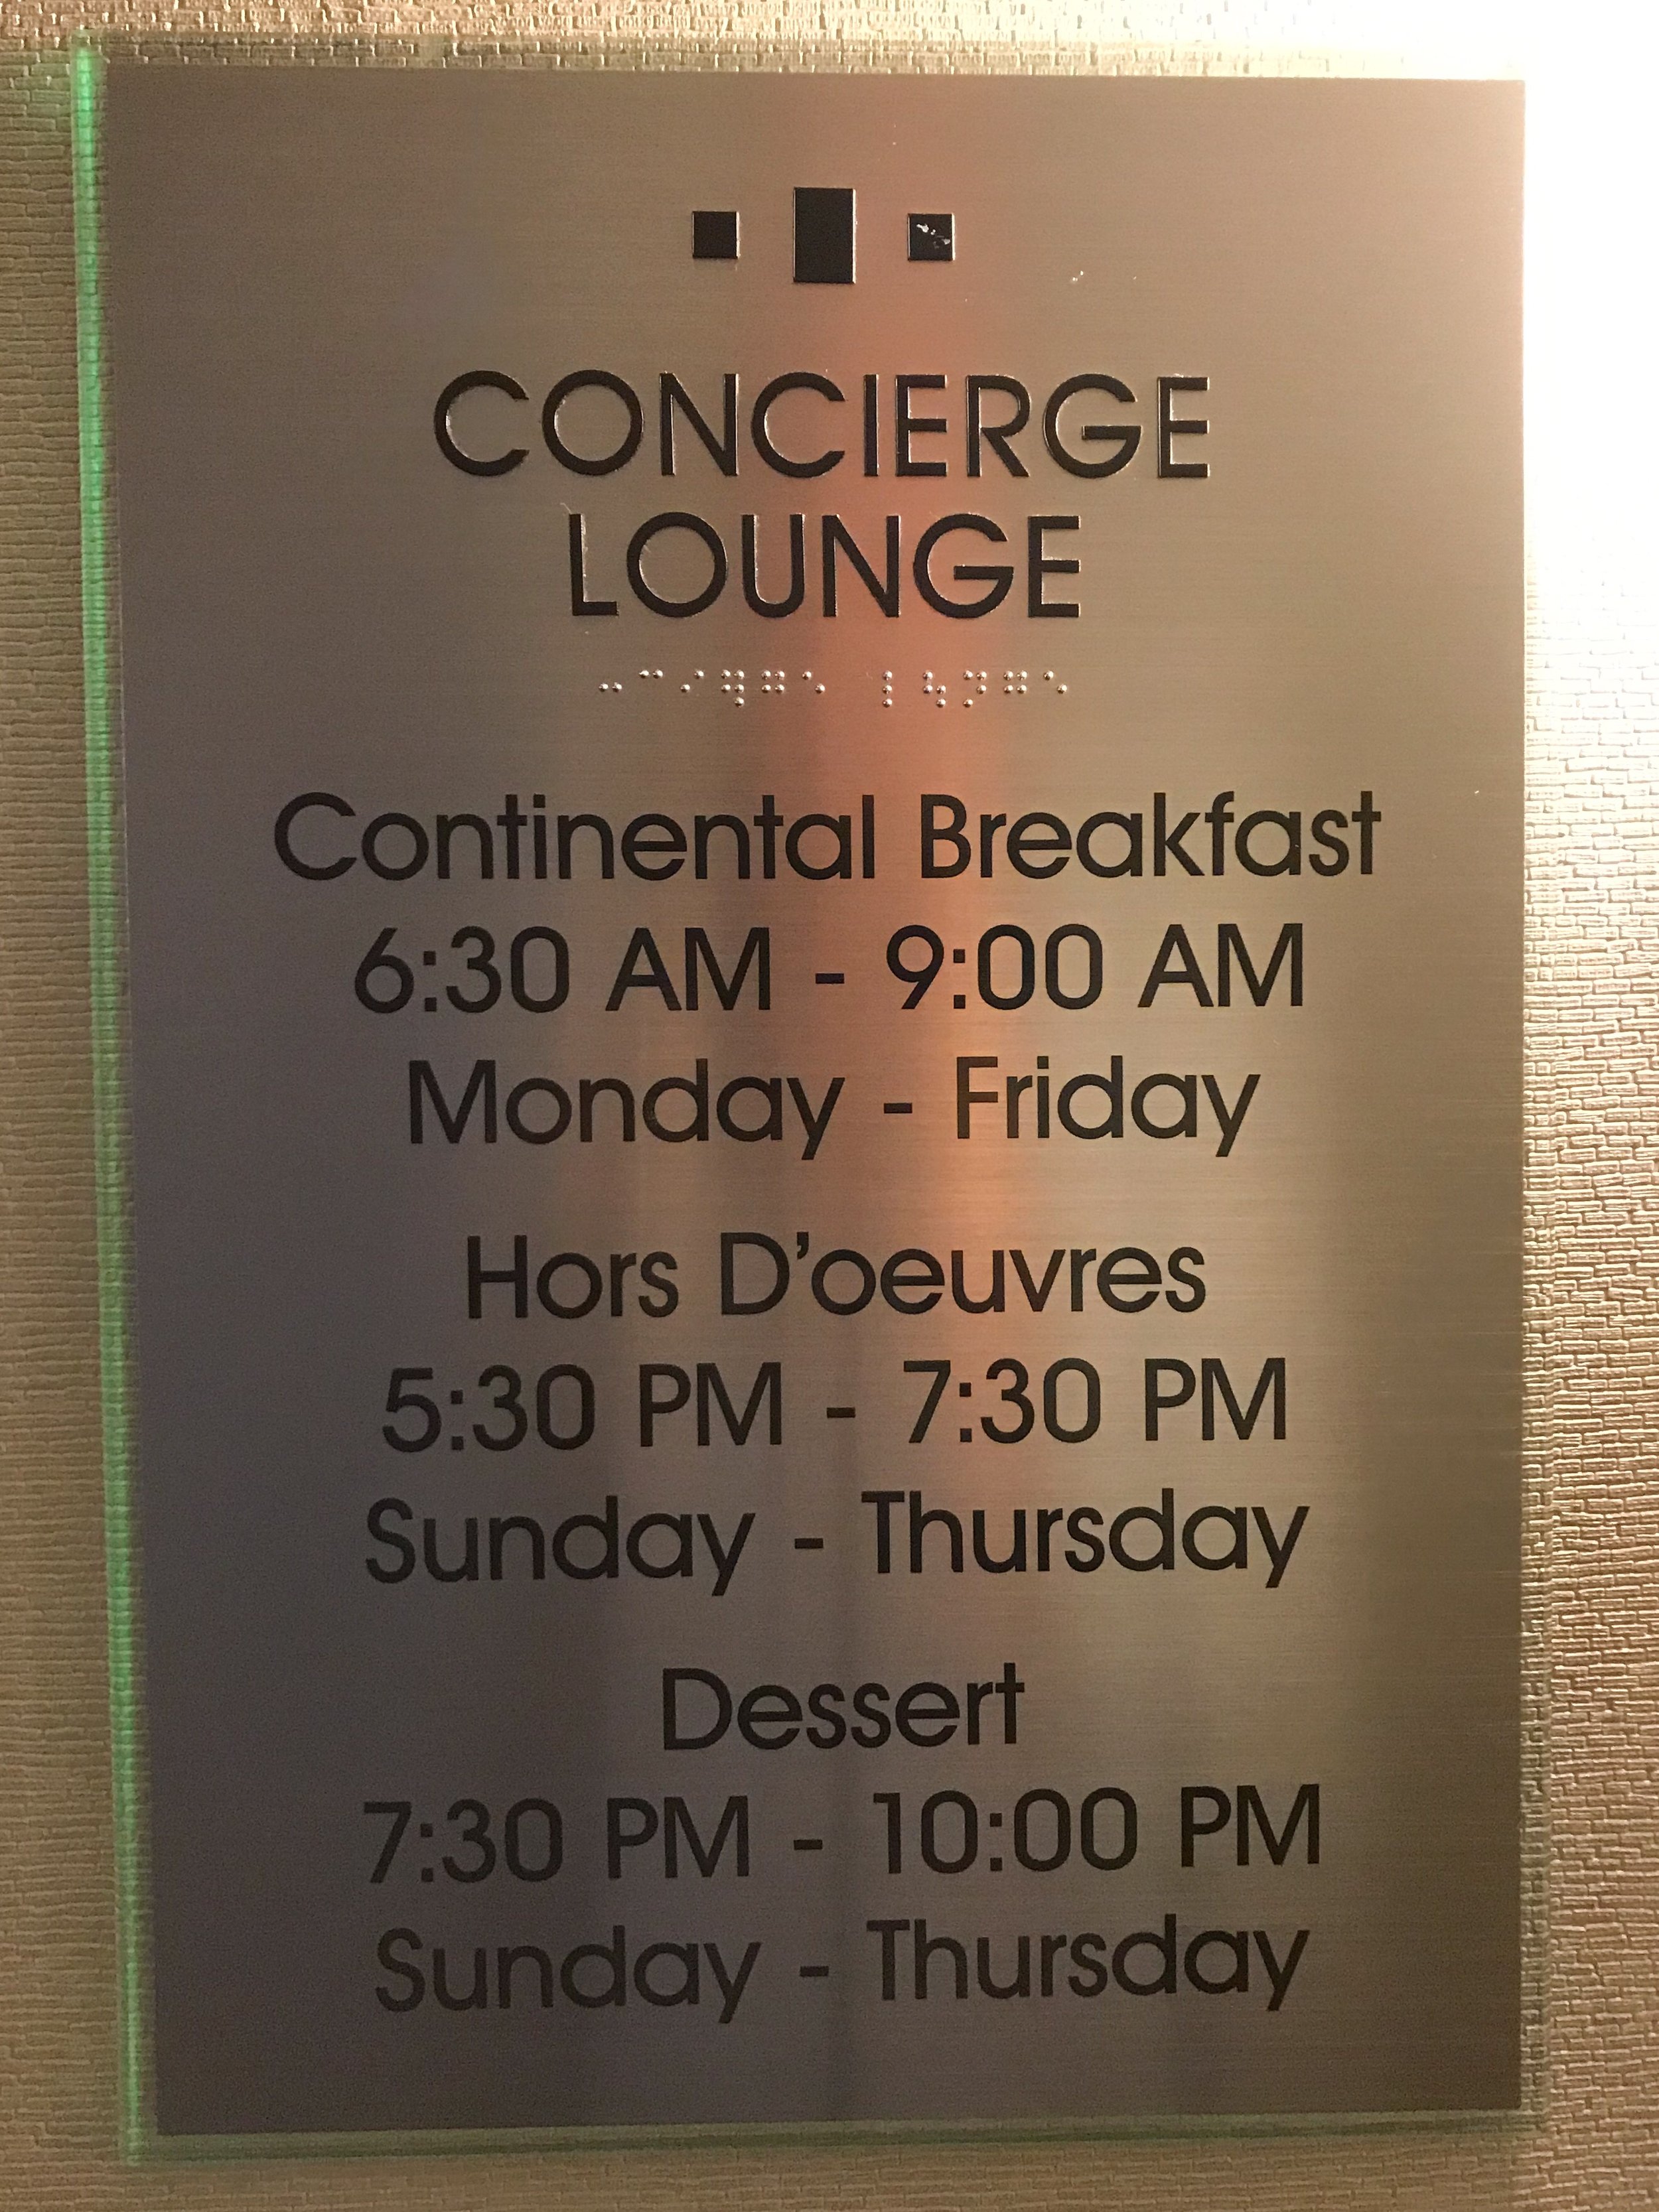 CONCIERGE
LOUNGE
⠒⠉⠊⠻⠛⠑ ⠇⠳⠝⠛⠑
Continental Breakfast
6:30 AM - 9:00 AM
Monday - Friday
Hors D'oeuvres
5:30 PM - 7:30 PM
Sunday - Thursday
Dessert
7:30 PM - 10:00 PM
Sunday - Thursday